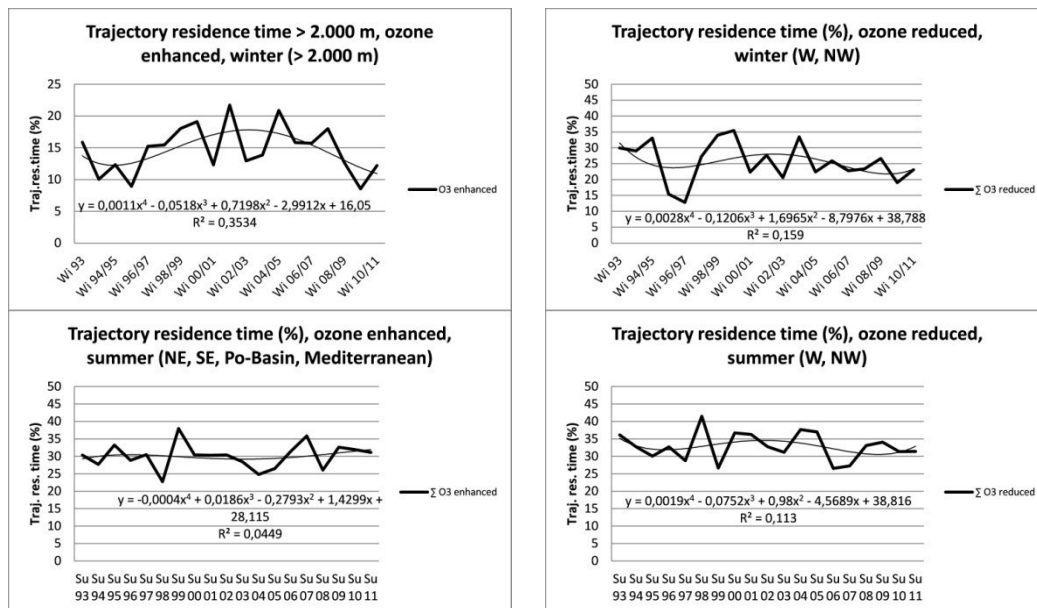 Trajectory residence time > 2.000 m, ozone
enhanced, winter (> 2.000 m)
25
20
15
10
5
0
Traj.res.time (%)
O3 enhanced
y = 0,0011x⁴ - 0,0518x³ + 0,7198x² - 2,9912x + 16,05
R² = 0,3534
Wi 93
Wi 94/95
Wi 96/97
Wi 98/99
Wi 00/01
Wi 02/03
Wi 04/05
Wi 06/07
Wi 08/09
Wi 10/11
Trajectory residence time (%), ozone reduced,
winter (W, NW)
50
45
40
35
30
25
20
15
10
5
0
Traj.res.time (%)
∑ O3 reduced
y = 0,0028x⁴ - 0,1206x³ + 1,6965x² - 8,7976x + 38,788
R² = 0,159
Wi 93
Wi 94/95
Wi 96/97
Wi 98/99
Wi 00/01
Wi 02/03
Wi 04/05
Wi 06/07
Wi 08/09
Wi 10/11
Trajectory residence time (%), ozone enhanced,
summer (NE, SE, Po-Basin, Mediterranean)
50
45
40
35
30
25
20
15
10
5
0
Traj. res. time (%)
∑ O3 enhanced
y = -0,0004x⁴ + 0,0186x³ - 0,2793x² + 1,4299x +
28,115
R² = 0,0449
Su Su Su Su Su Su Su Su Su Su Su Su Su Su Su Su Su Su Su
93 94 95 96 97 98 99 00 01 02 03 04 05 06 07 08 09 10 11
Trajectory residence time (%), ozone reduced,
summer (W, NW)
50
45
40
35
30
25
20
15
10
5
0
Traj. res. time (%)
∑ O3 reduced
y = 0,0019x⁴ - 0,0752x³ + 0,98x² - 4,5689x + 38,816
R² = 0,113
Su Su Su Su Su Su Su Su Su Su Su Su Su Su Su Su Su Su Su
93 94 95 96 97 98 99 00 01 02 03 04 05 06 07 08 09 10 11